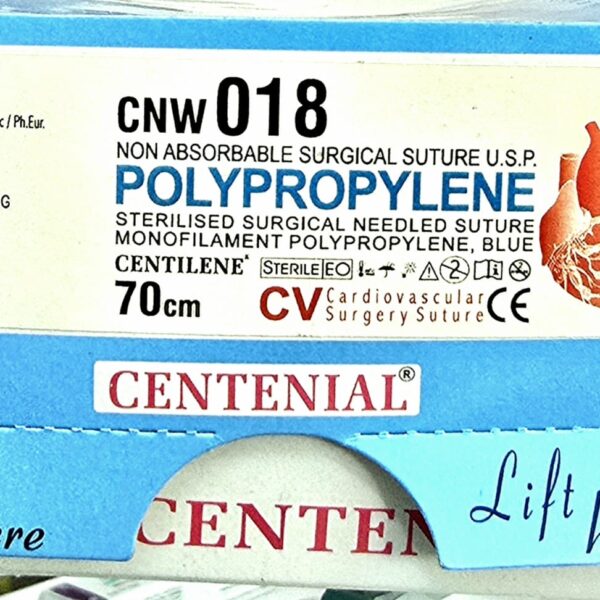 c / Ph.Eur.
G
CNW 018
NON ABSORBABLE SURGICAL SUTURE U.S.P.
POLYPROPYLENE
STERILISED SURGICAL NEEDLED SUTURE
MONOFILAMENT POLYPROPYLENE, BLUE
CENTILENE* STERILE EO
70cm CV Cardiovascular Surgery Suture CE
CENTENIAL®
Lift
re
CENTEN